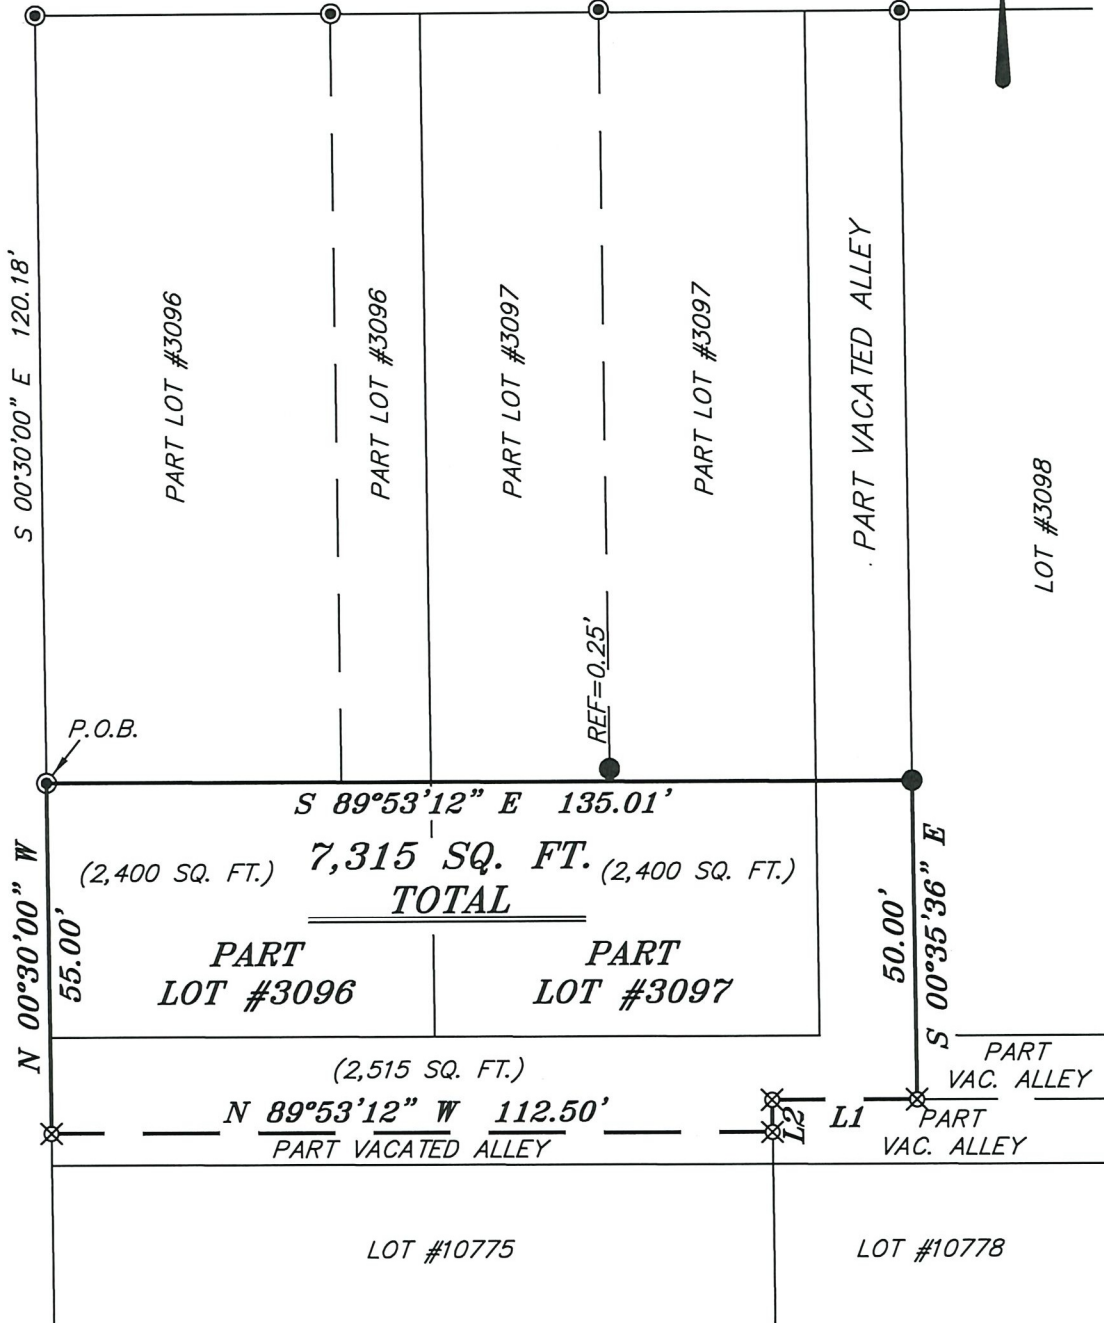 S 00°30'00" E 120.18'
PART LOT #3096
PART LOT #3096
PART LOT #3097
PART LOT #3097
. PART VACATED ALLEY
LOT #3098
REF=0.25'
P.O.B.
S 89°53'12" E 135.01'
7,315 SQ. FT.
TOTAL
(2,400 SQ. FT.)
(2,400 SQ. FT.)
N 00°30'00" W
55.00'
PART
LOT #3096
PART
LOT #3097
50.00'
S 00°35'36" E
(2,515 SQ. FT.)
N 89°53'12" W 112.50'
PART VACATED ALLEY
L2
L1
PART
VAC. ALLEY
PART
VAC. ALLEY
LOT #10775
LOT #10778